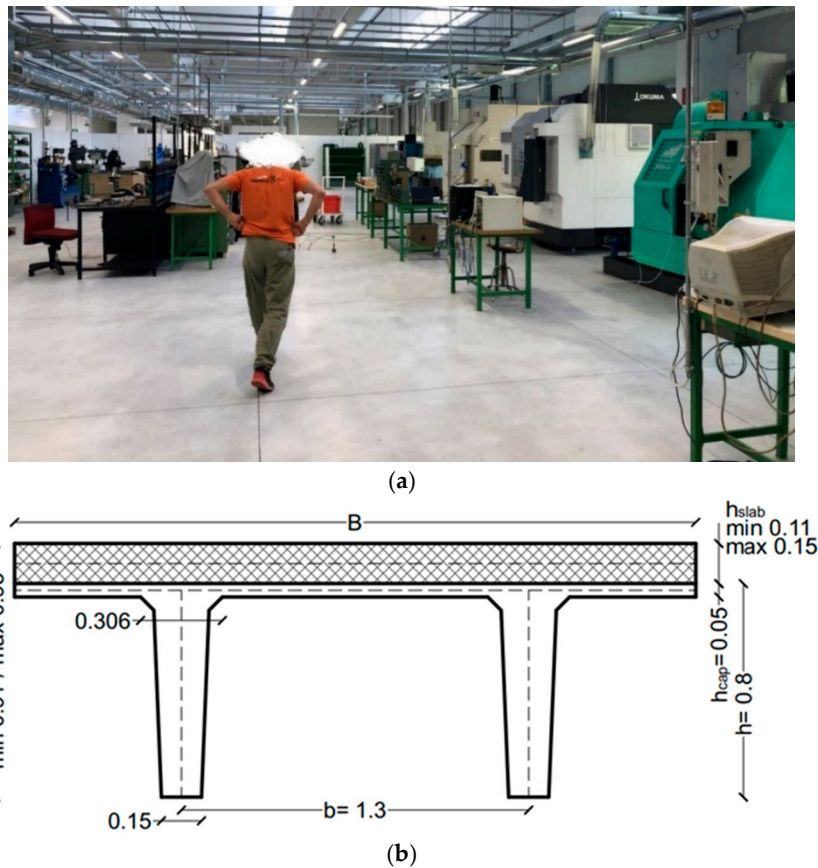 OKUMA
(a)
B
hslab
min 0.11
max 0.15
0.306
hcap= 0.05
h= 0.8
0.15
b= 1.3
(b)